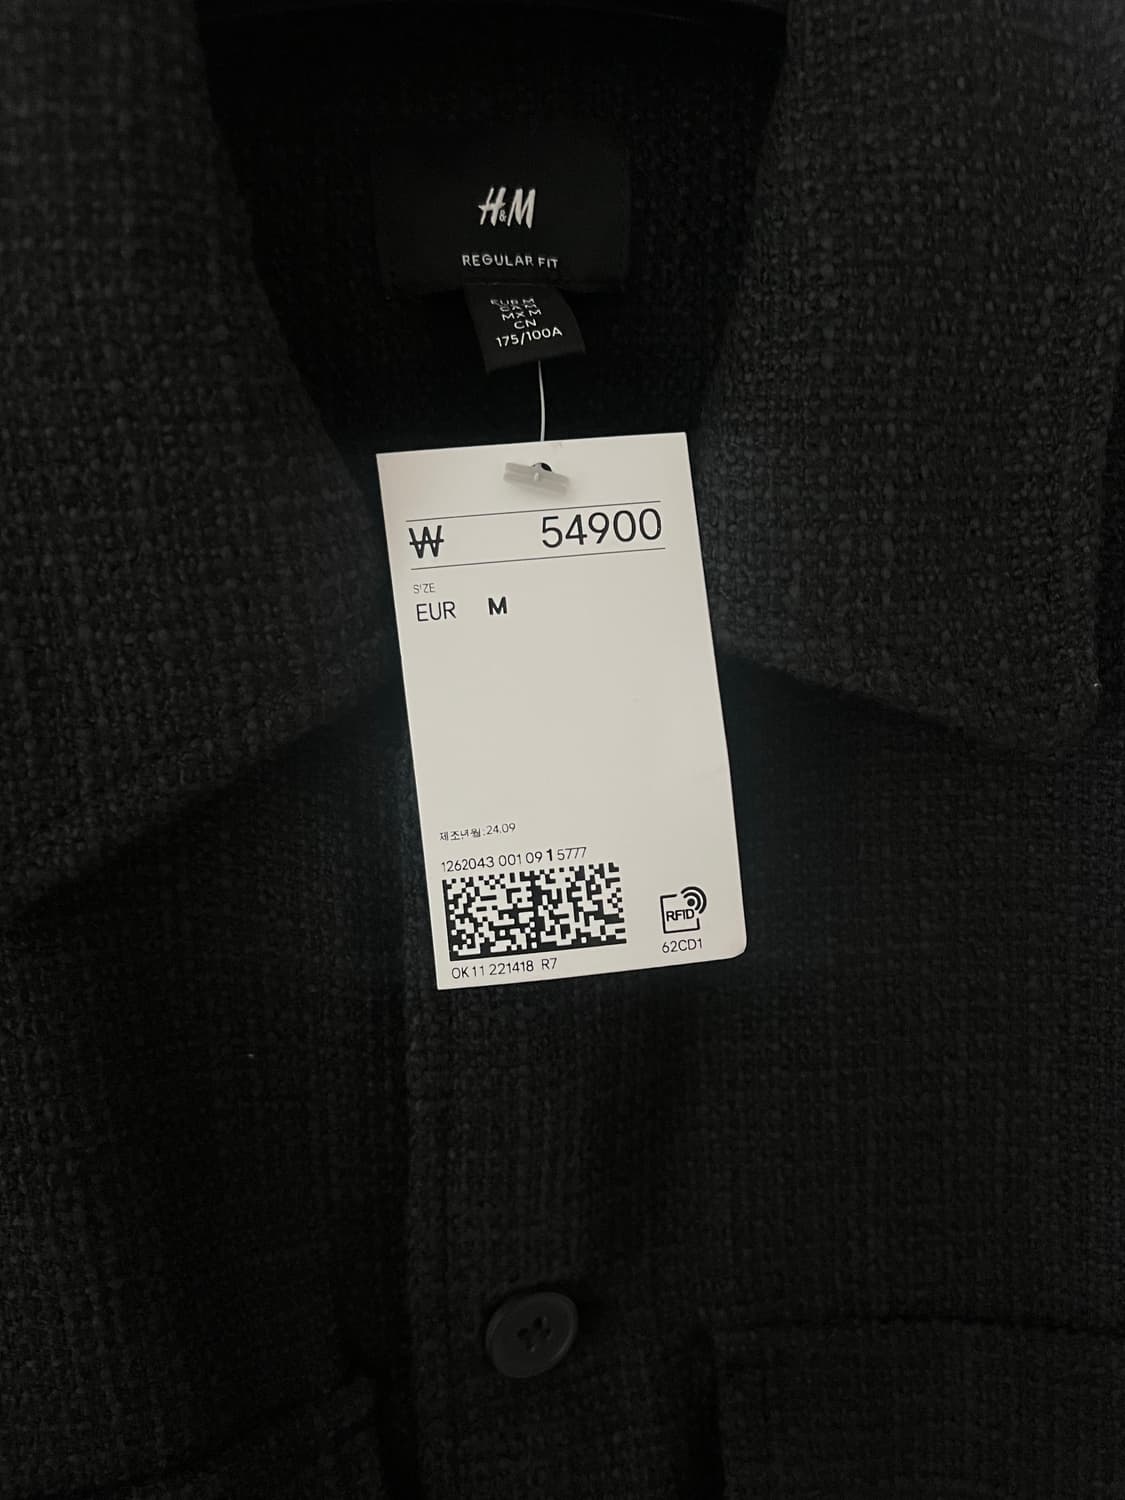 H&M
REGULAR FIT
EUR M
CA M
MX M
CN
175/100A
₩ 54900
SIZE
EUR M
제조년월:24.09
1262043 001 09 1 5777
RFID
OK11 221418 R7
62CD1